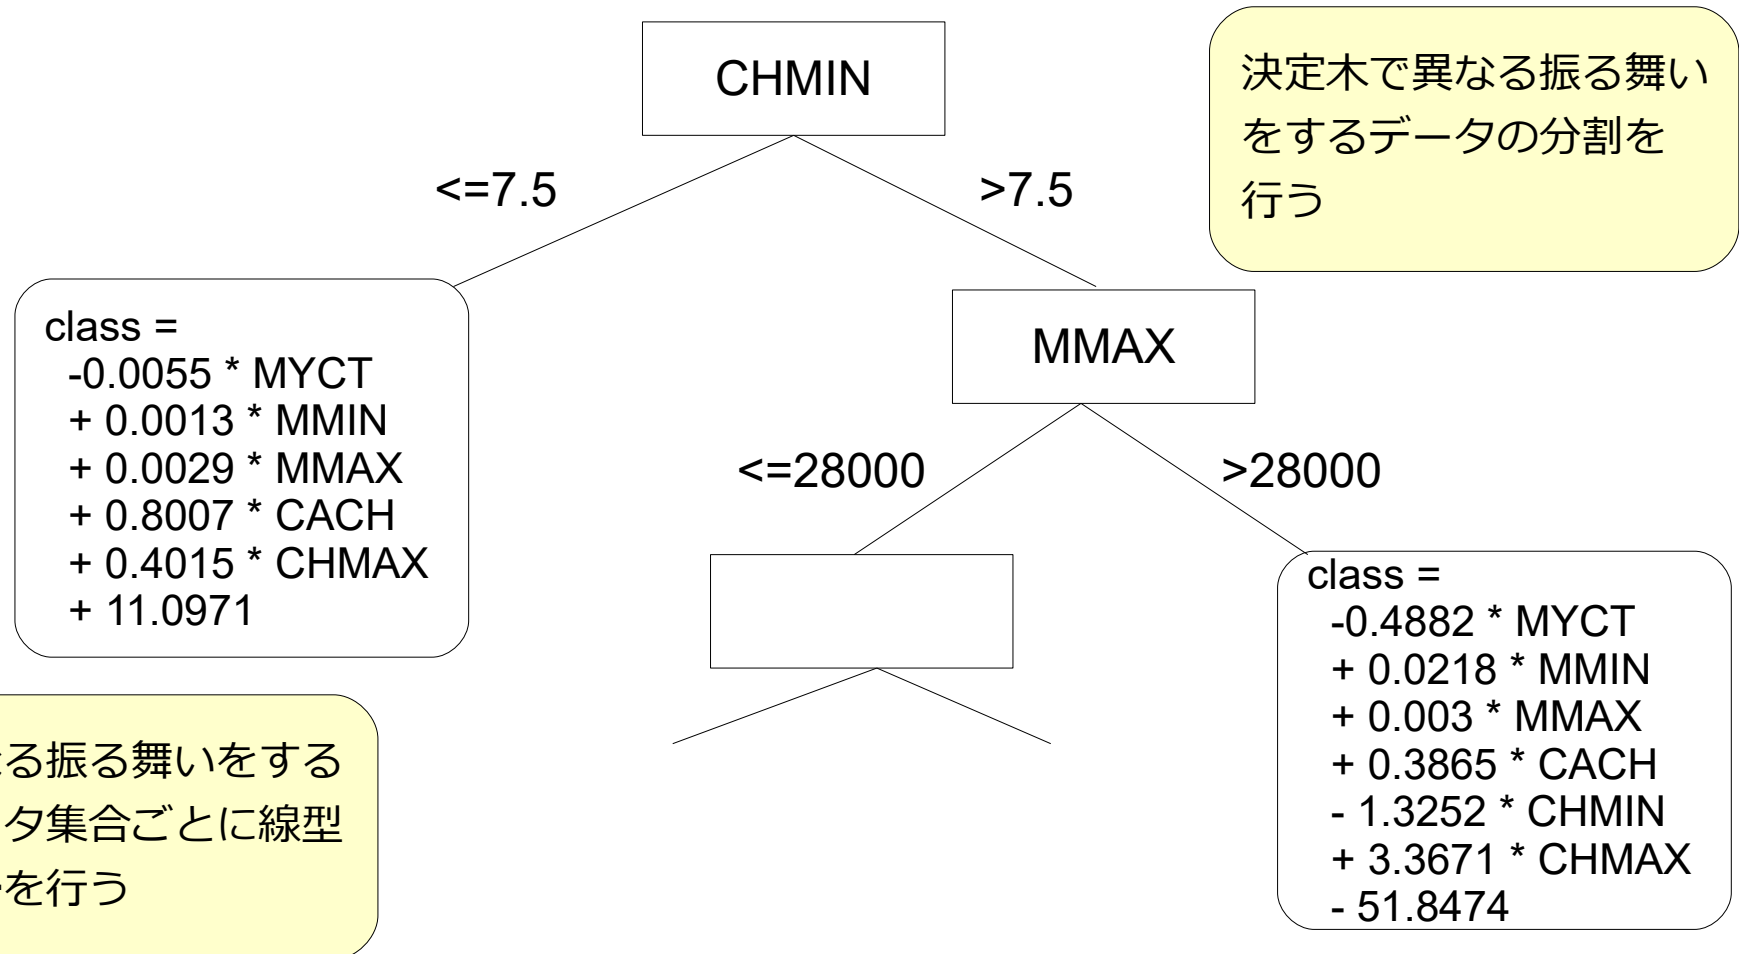 CHMIN
決定木で異なる振る舞い
をするデータの分割を
行う
<=7.5
>7.5
class =
-0.0055 * MYCT
+ 0.0013 * MMIN
+ 0.0029 * MMAX
+ 0.8007 * CACH
+ 0.4015 * CHMAX
+ 11.0971
MMAX
<=28000
>28000
class =
-0.4882 * MYCT
+ 0.0218 * MMIN
+ 0.003 * MMAX
+ 0.3865 * CACH
- 1.3252 * CHMIN
+ 3.3671 * CHMAX
- 51.8474
る振る舞いをする
タ集合ごとに線型
を行う